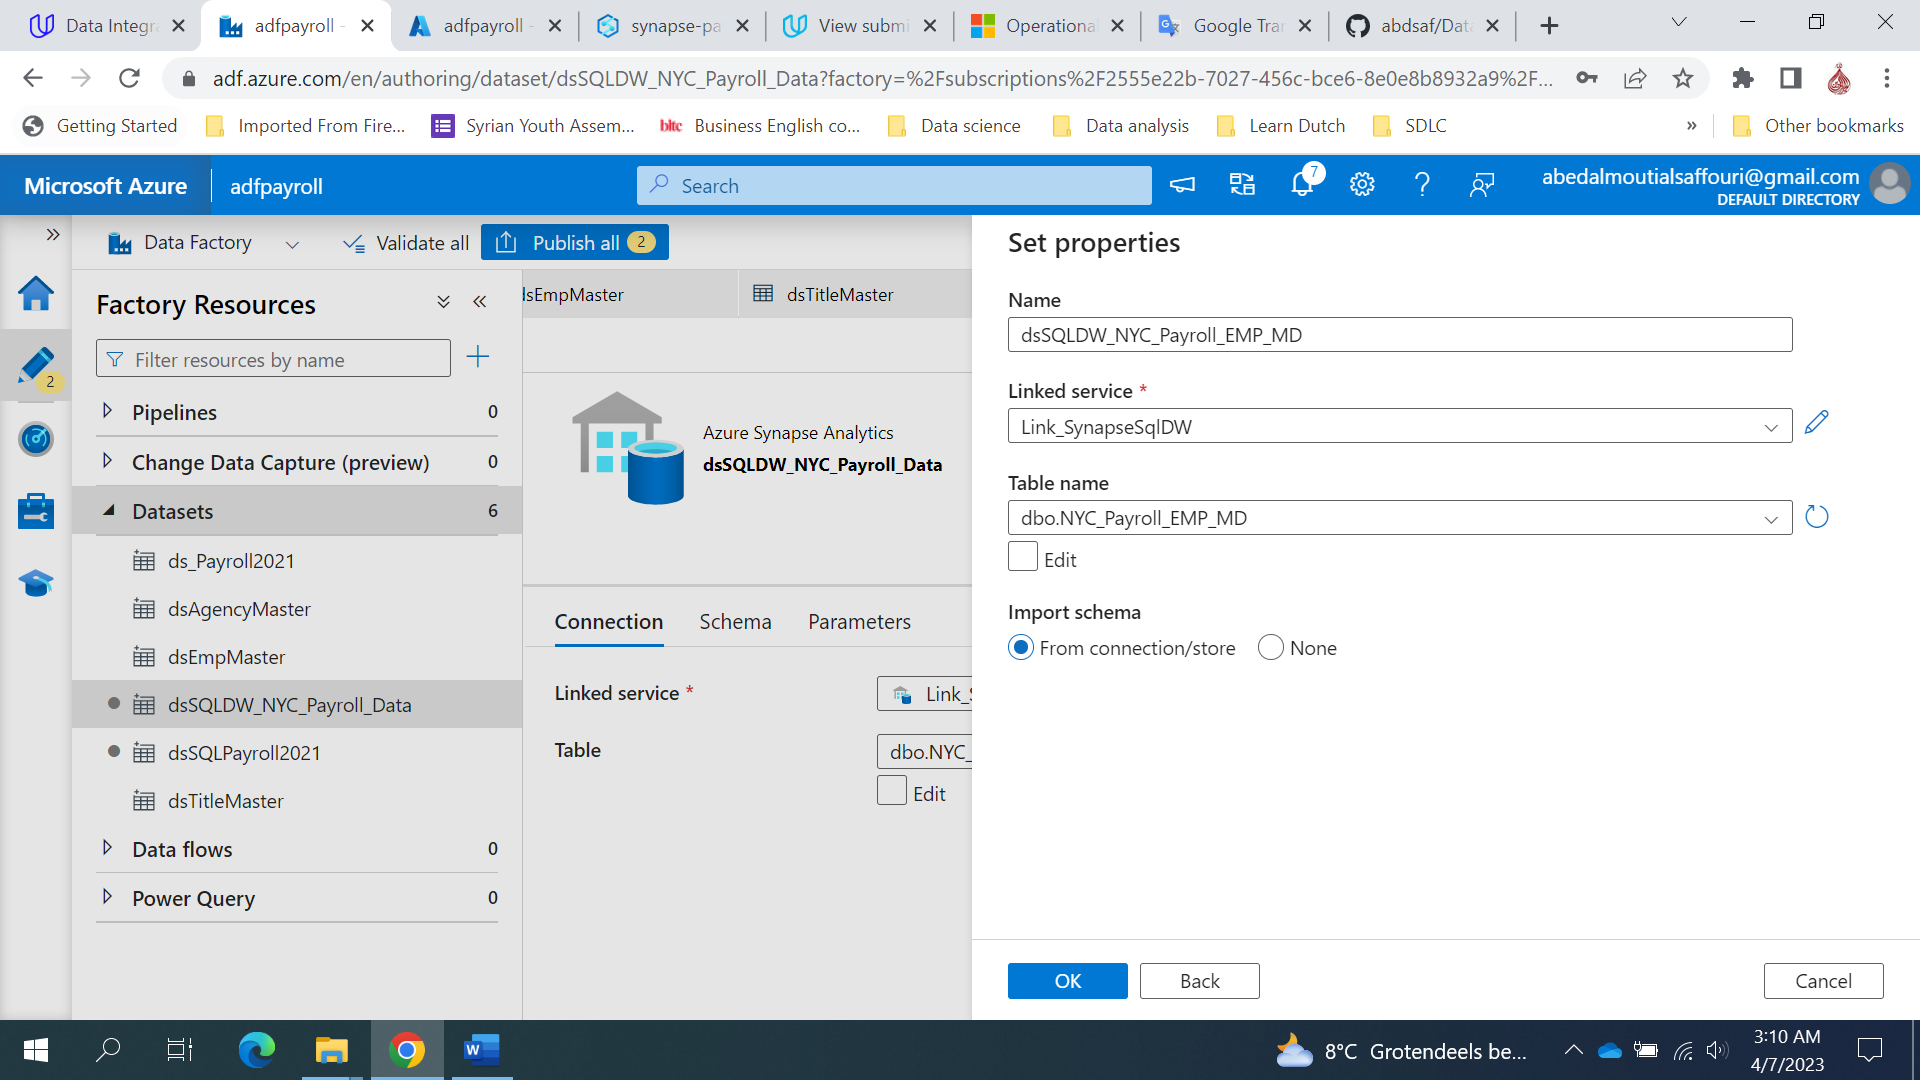 Data Integr
adfpayroll -
adfpayroll -
synapse-pa
View submi
Operationa
Google Tran
abdsaf/Data
adf.azure.com/en/authoring/dataset/dsSQLDW_NYC_Payroll_Data?factory=%2Fsubscriptions%2F2555e22b-7027-456c-bce6-8e0e8b8932a9%2F...
Getting Started
Imported From Fire...
Syrian Youth Assem...
bltc
Business English co...
Data science
Data analysis
Learn Dutch
SDLC
»
Other bookmarks
Microsoft Azure
adfpayroll
Search
7
abedalmoutialsaffouri@gmail.com
DEFAULT DIRECTORY
Data Factory
Validate all
Publish all 2
2
Factory Resources
Filter resources by name
Pipelines 0
Change Data Capture (preview) 0
Datasets 6
ds_Payroll2021
dsAgencyMaster
dsEmpMaster
dsSQLDW_NYC_Payroll_Data
dsSQLPayroll2021
dsTitleMaster
Data flows 0
Power Query 0
dsEmpMaster
dsTitleMaster
Azure Synapse Analytics
dsSQLDW_NYC_Payroll_Data
Connection
Schema
Parameters
Linked service *
Link_S
Table
dbo.NYC_
Edit
Set properties
Name
dsSQLDW_NYC_Payroll_EMP_MD
Linked service *
Link_SynapseSqlDW
Table name
dbo.NYC_Payroll_EMP_MD
Edit
Import schema
From connection/store
None
OK
Back
Cancel
W
8°C Grotendeels be...
3:10 AM
4/7/2023